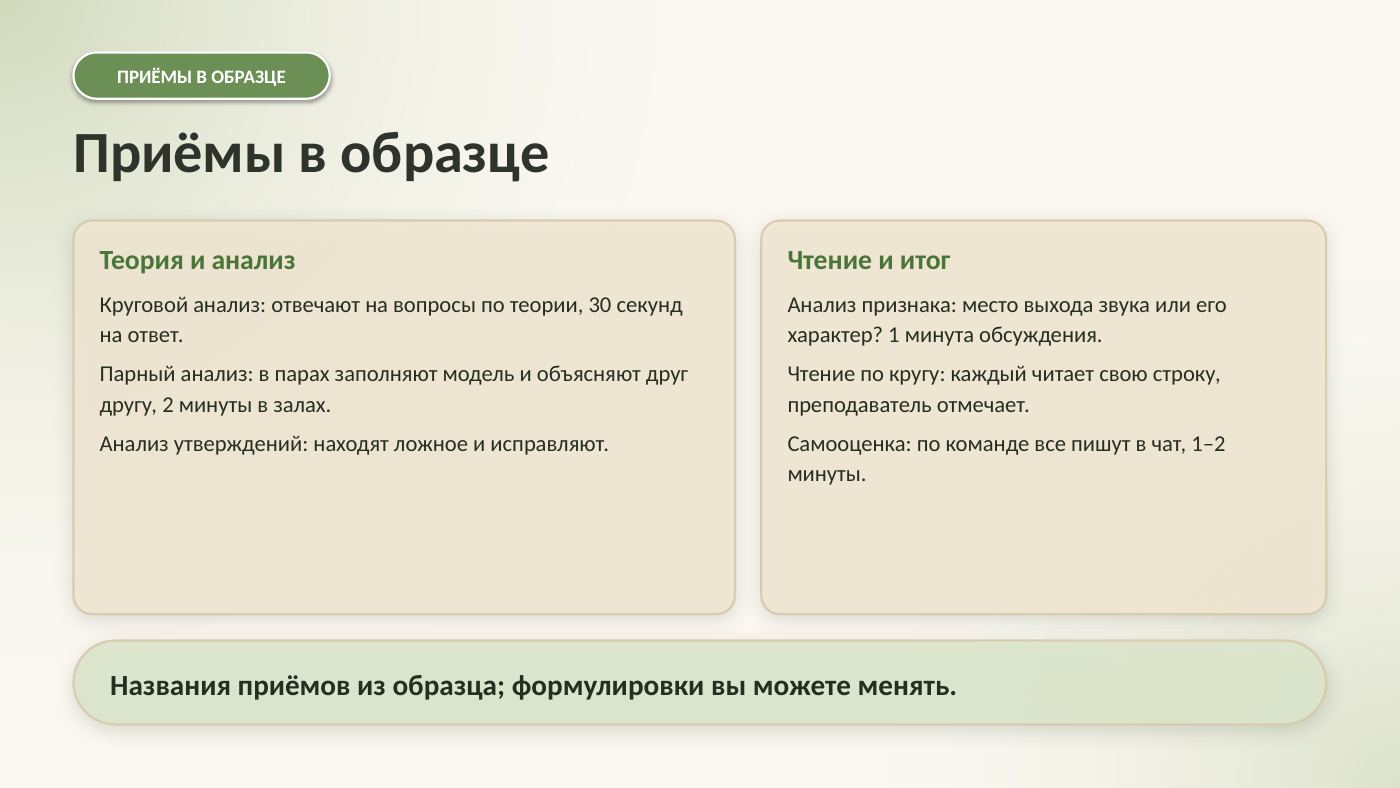 ПРИЁМЫ В ОБРАЗЦЕ
Приёмы в образце
Теория и анализ
Круговой анализ: отвечают на вопросы по теории, 30 секунд
на ответ.
Парный анализ: в парах заполняют модель и объясняют друг
другу, 2 минуты в залах.
Анализ утверждений: находят ложное и исправляют.
Чтение и итог
Анализ признака: место выхода звука или его
характер? 1 минута обсуждения.
Чтение по кругу: каждый читает свою строку,
преподаватель отмечает.
Самооценка: по команде все пишут в чат, 1–2
минуты.
Названия приёмов из образца; формулировки вы можете менять.